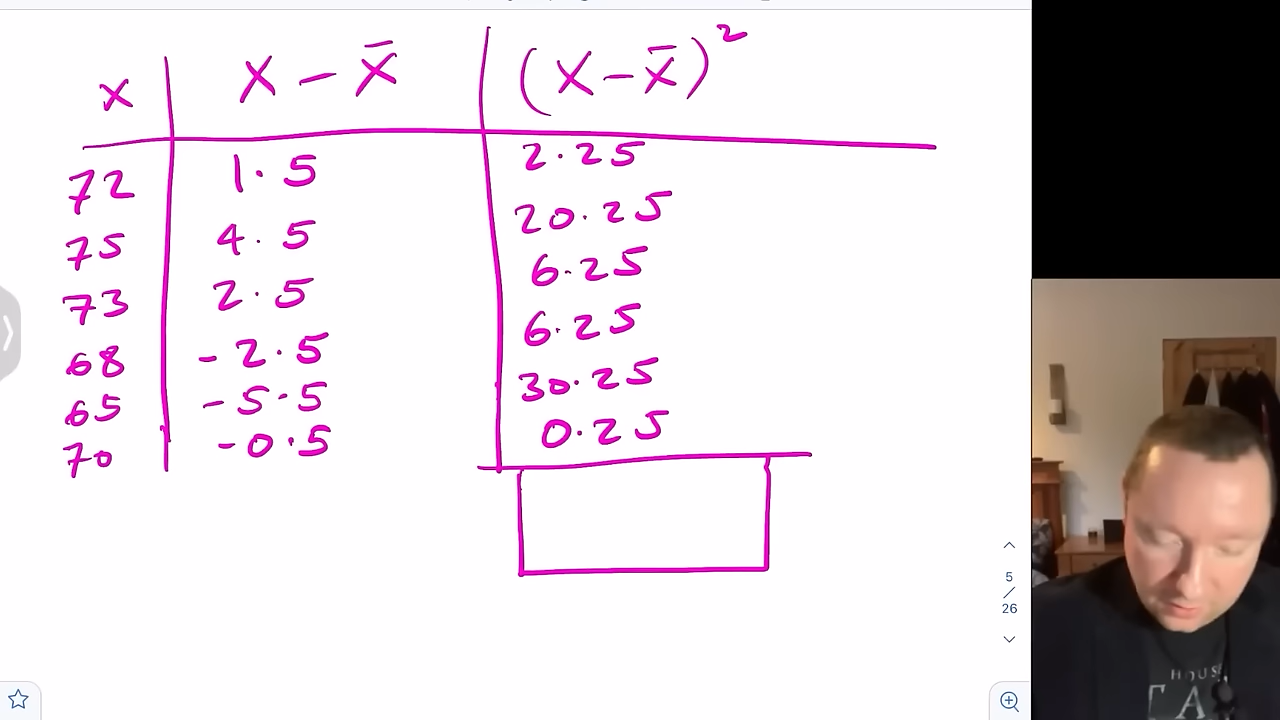 x X - x̄ (X - x̄)²
72 1.5 2.25
75 4.5 20.25
73 2.5 6.25
68 -2.5 6.25
65 -5.5 30.25
70 -0.5 0.25
5
/
26
HOUS